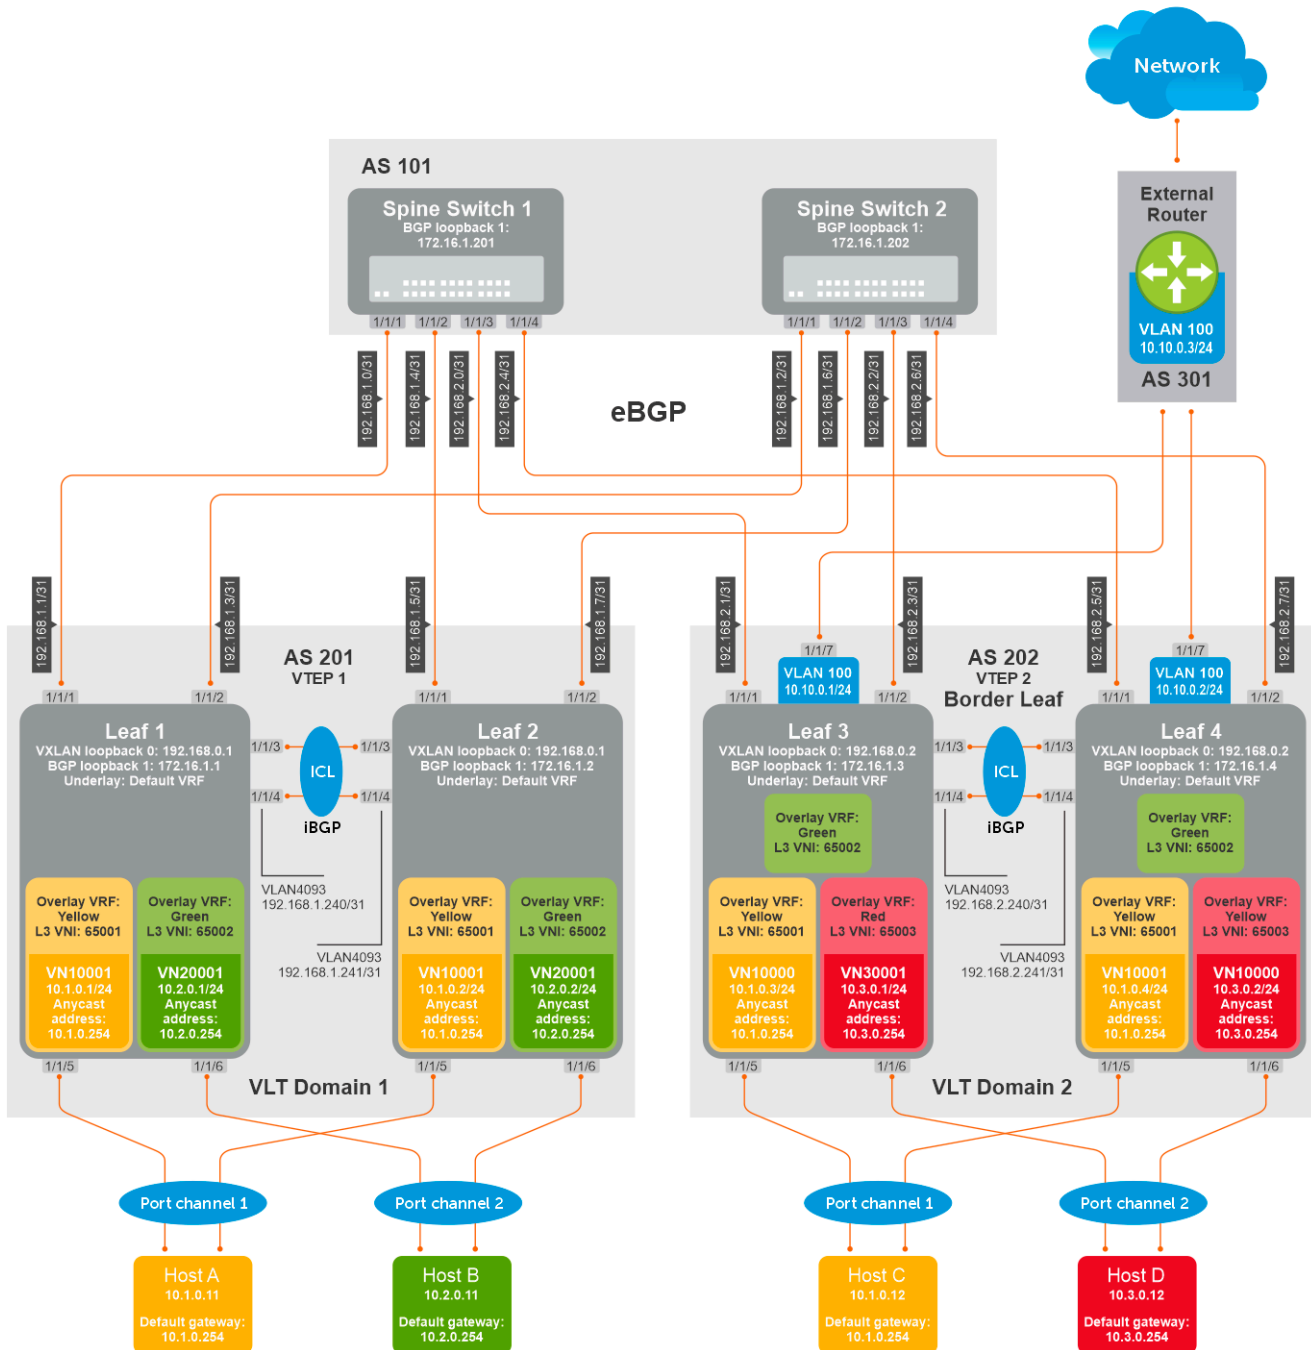 Network
External
Router
VLAN 100
10.10.0.3/24
AS 301
AS 101
Spine Switch 1
BGP loopback 1:
172.16.1.201
1/1/1
1/1/2
1/1/3
1/1/4
Spine Switch 2
BGP loopback 1:
172.16.1.202
1/1/1
1/1/2
1/1/3
1/1/4
192.168.1.0/31
192.168.1.4/31
192.168.2.0/31
192.168.2.4/31
eBGP
192.168.1.2/31
192.168.1.6/31
192.168.2.2/31
192.168.2.6/31
192.168.1.1/31
192.168.1.3/31
192.168.1.5/31
192.168.1.7/31
192.168.2.1/31
192.168.2.3/31
192.168.2.5/31
192.168.2.7/31
AS 201
VTEP 1
1/1/1
1/1/2
1/1/1
1/1/2
Leaf 1
VXLAN loopback 0: 192.168.0.1
BGP loopback 1: 172.16.1.1
Underlay: Default VRF
1/1/3
1/1/4
ICL
iBGP
1/1/3
1/1/4
Leaf 2
VXLAN loopback 0: 192.168.0.1
BGP loopback 1: 172.16.1.2
Underlay: Default VRF
VLAN4093
192.168.1.240/31
VLAN4093
192.168.1.241/31
Overlay VRF:
Yellow
L3 VNI: 65001
VN10001
10.1.0.1/24
Anycast
address:
10.1.0.254
Overlay VRF:
Green
L3 VNI: 65002
VN20001
10.2.0.1/24
Anycast
address:
10.2.0.254
Overlay VRF:
Yellow
L3 VNI: 65001
VN10001
10.1.0.2/24
Anycast
address:
10.1.0.254
Overlay VRF:
Green
L3 VNI: 65002
VN20001
10.2.0.2/24
Anycast
address:
10.2.0.254
1/1/5
1/1/6
1/1/5
1/1/6
VLT Domain 1
AS 202
VTEP 2
Border Leaf
1/1/7
VLAN 100
10.10.0.1/24
1/1/7
VLAN 100
10.10.0.2/24
1/1/1
1/1/2
1/1/1
1/1/2
Leaf 3
VXLAN loopback 0: 192.168.0.2
BGP loopback 1: 172.16.1.3
Underlay: Default VRF
1/1/3
1/1/4
ICL
iBGP
1/1/3
1/1/4
Leaf 4
VXLAN loopback 0: 192.168.0.2
BGP loopback 1: 172.16.1.4
Underlay: Default VRF
Overlay VRF:
Green
L3 VNI: 65002
Overlay VRF:
Green
L3 VNI: 65002
VLAN4093
192.168.2.240/31
VLAN4093
192.168.2.241/31
Overlay VRF:
Yellow
L3 VNI: 65001
VN10000
10.1.0.3/24
Anycast
address:
10.1.0.254
Overlay VRF:
Red
L3 VNI: 65003
VN30001
10.3.0.1/24
Anycast
address:
10.3.0.254
Overlay VRF:
Yellow
L3 VNI: 65001
VN10001
10.1.0.4/24
Anycast
address:
10.1.0.254
Overlay VRF:
Yellow
L3 VNI: 65003
VN10000
10.3.0.2/24
Anycast
address:
10.3.0.254
1/1/5
1/1/6
1/1/5
1/1/6
VLT Domain 2
Port channel 1
Port channel 2
Port channel 1
Port channel 2
Host A
10.1.0.11
Default gateway:
10.1.0.254
Host B
10.2.0.11
Default gateway:
10.2.0.254
Host C
10.1.0.12
Default gateway:
10.1.0.254
Host D
10.3.0.12
Default gateway:
10.3.0.254